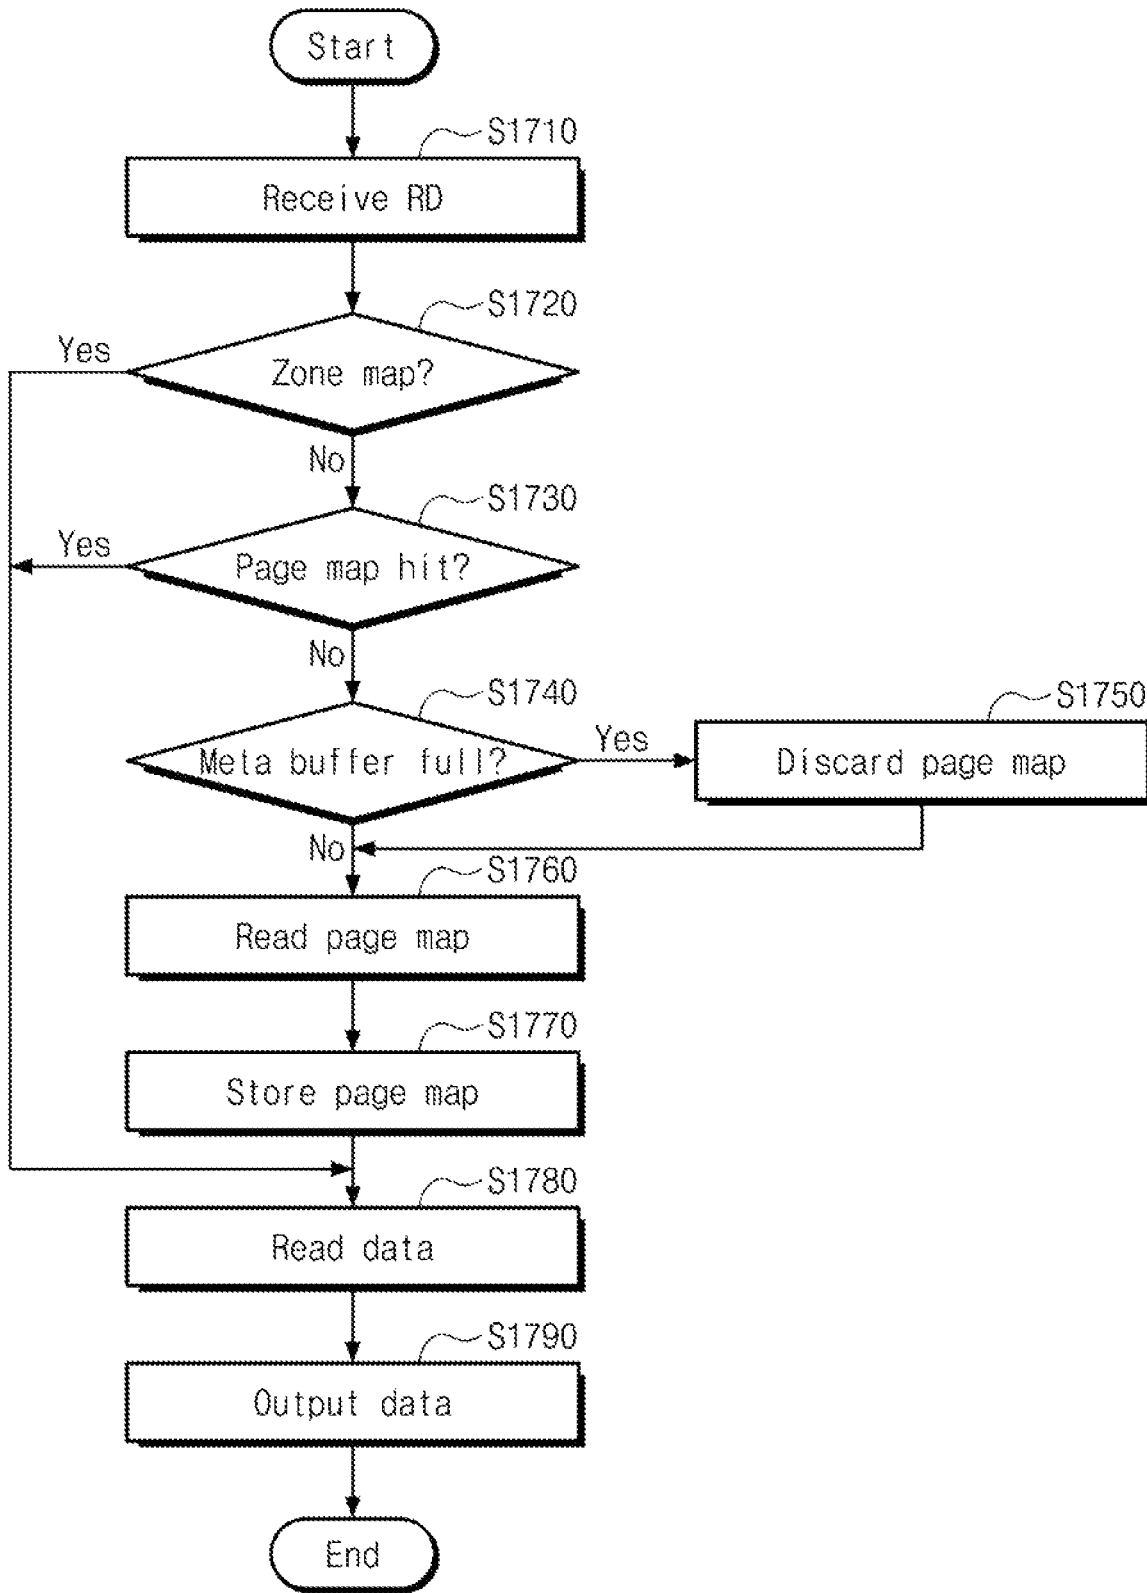 Start
S1710
Receive RD
S1720
Yes
Zone map?
No
S1730
Yes
Page map hit?
No
S1740
S1750
Meta buffer full?
Yes
Discard page map
No
S1760
Read page map
S1770
Store page map
S1780
Read data
S1790
Output data
End